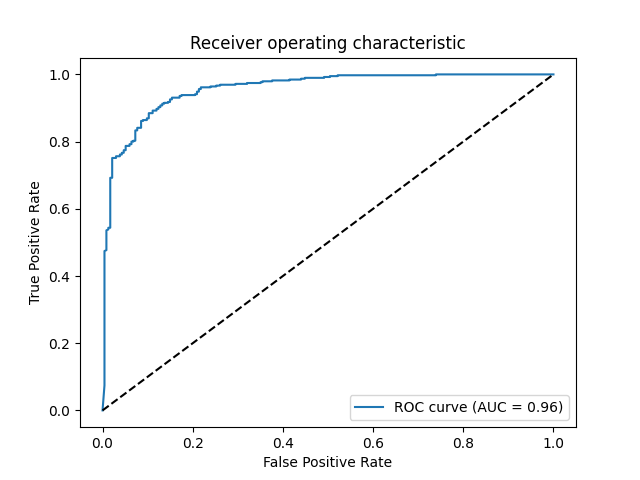 Receiver operating characteristic
1.0
0.8
0.6
0.4
0.2
0.0
True Positive Rate
ROC curve (AUC = 0.96)
0.0 0.2 0.4 0.6 0.8 1.0
False Positive Rate